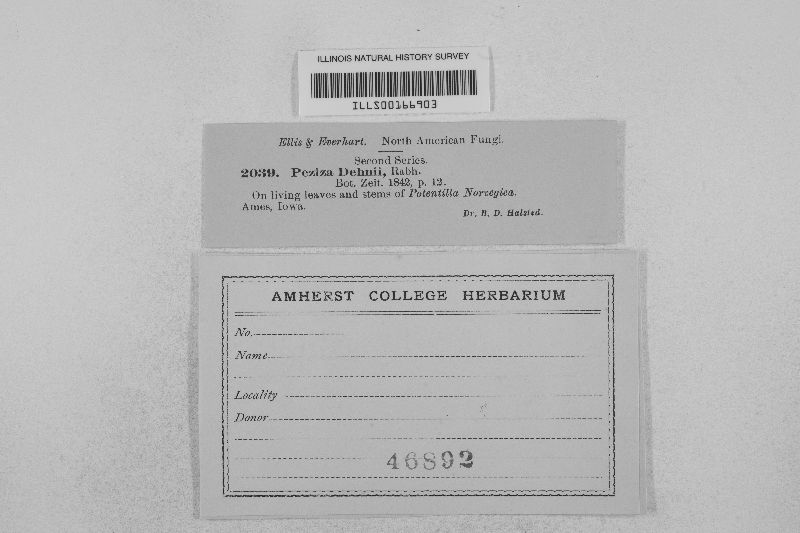 ILLINOIS NATURAL HISTORY SURVEY
ILLS00166903
Ellis & Everhart. North American Fungi.
Second Series.
2039. Peziza Dehnii, Rabh.
Bot. Zeit. 1842, p. 12.
On living leaves and stems of Potentilla Norvegica.
Ames, Iowa.
Dr. B. D. Halsted.
AMHERST COLLEGE HERBARIUM
No.
Name
Locality
Donor
46892